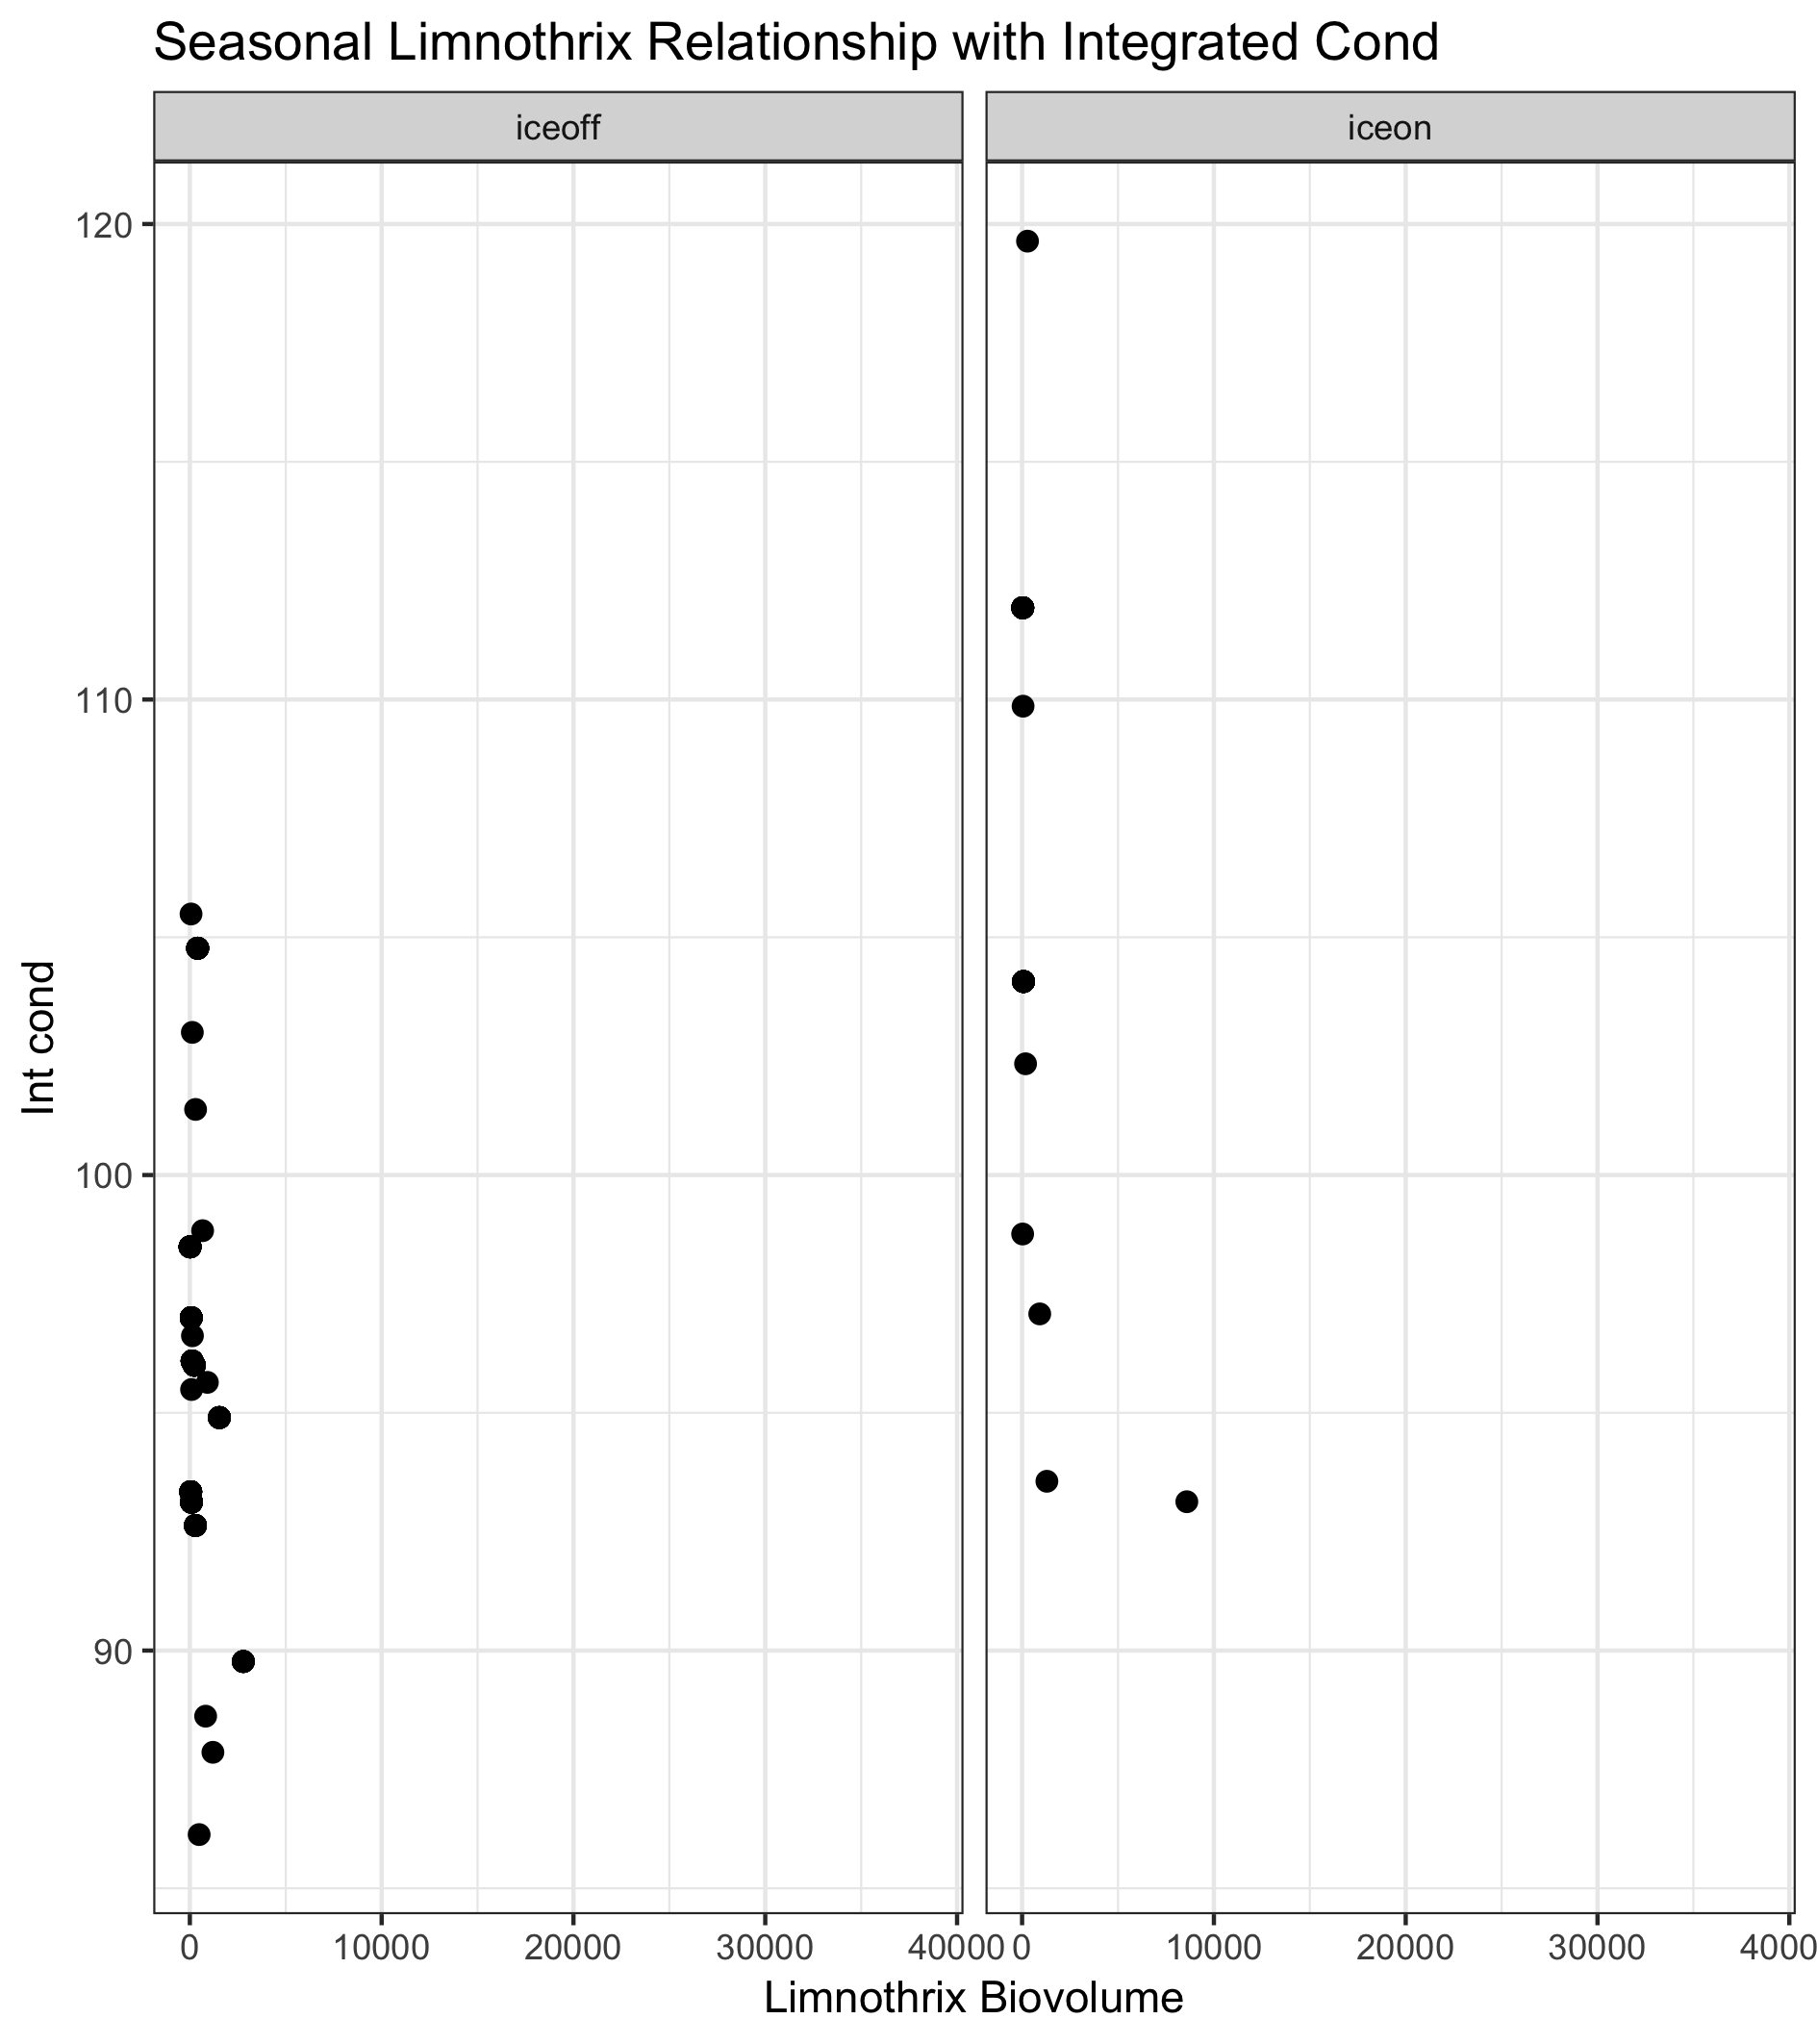 Seasonal Limnothrix Relationship with Integrated Cond
iceoff
iceon
120
110
100
90
Int cond
0 10000 20000 30000 40000
0 10000 20000 30000 4000
Limnothrix Biovolume